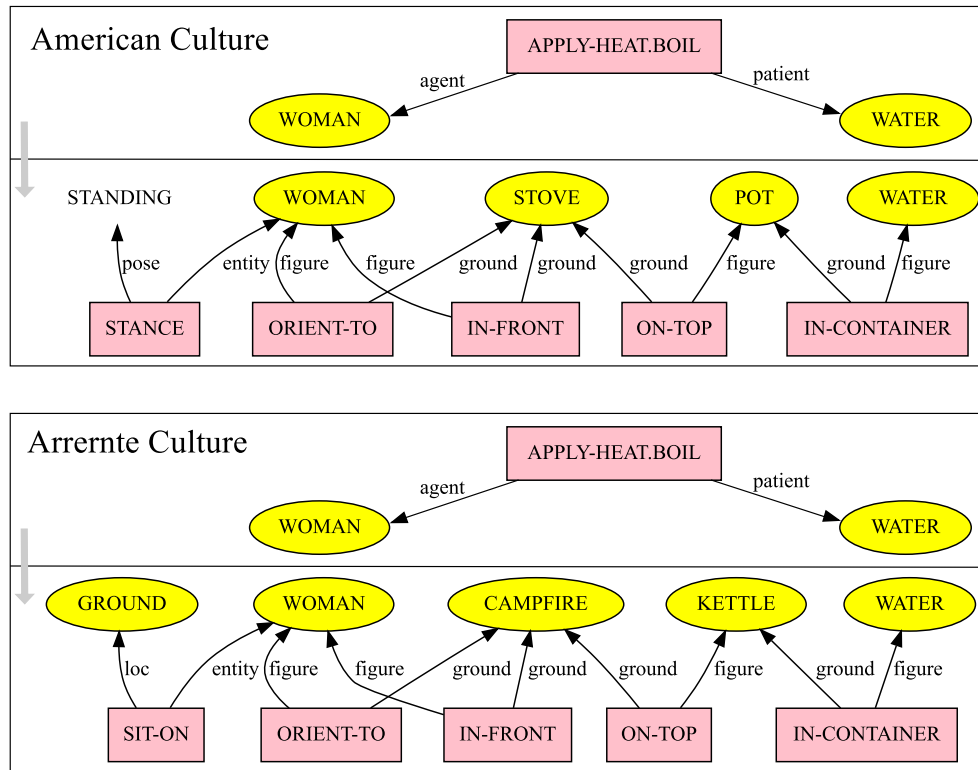 American Culture
APPLY-HEAT.BOIL
agent
patient
WOMAN
WATER
STANDING
WOMAN
STOVE
POT
WATER
pose
entity
figure
figure
ground
ground
ground
figure
ground
figure
STANCE
ORIENT-TO
IN-FRONT
ON-TOP
IN-CONTAINER
Arrernte Culture
APPLY-HEAT.BOIL
agent
patient
WOMAN
WATER
GROUND
WOMAN
CAMPFIRE
KETTLE
WATER
loc
entity
figure
figure
ground
ground
ground
figure
ground
figure
SIT-ON
ORIENT-TO
IN-FRONT
ON-TOP
IN-CONTAINER